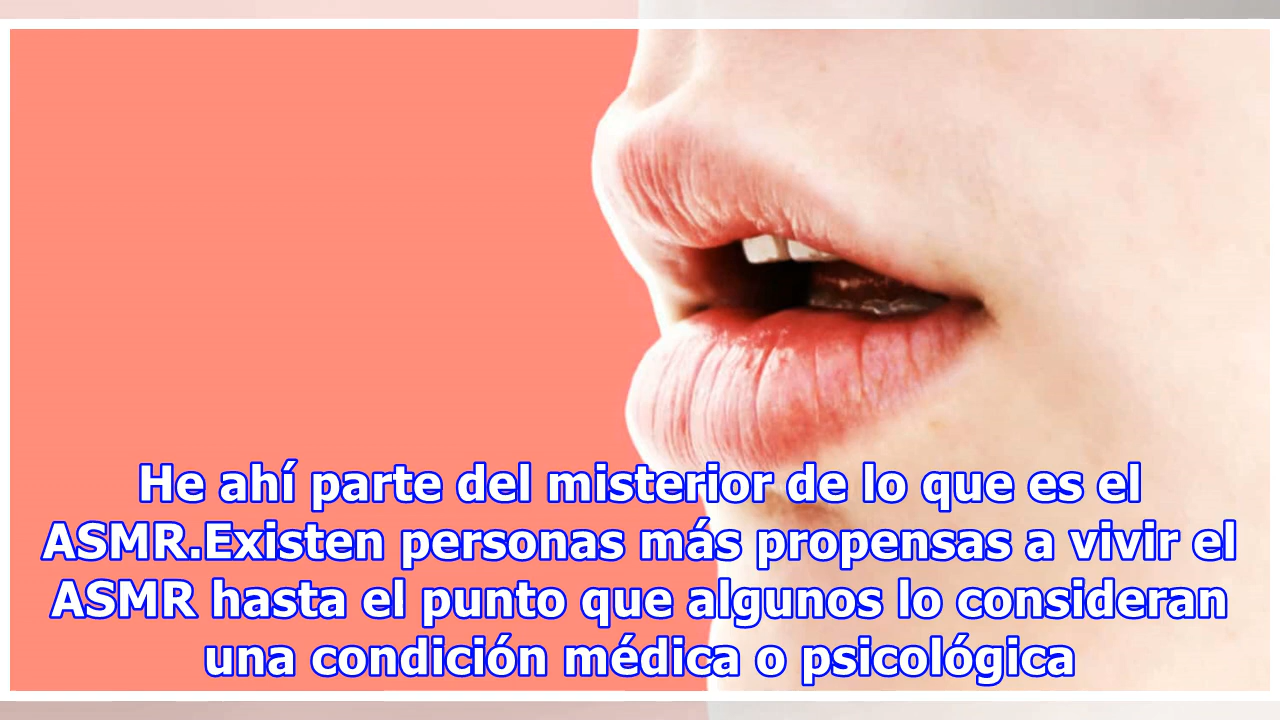 He ahí parte del misterior de lo que es el
ASMR.Existen personas más propensas a vivir el
ASMR hasta el punto que algunos lo consideran
una condición médica o psicológica